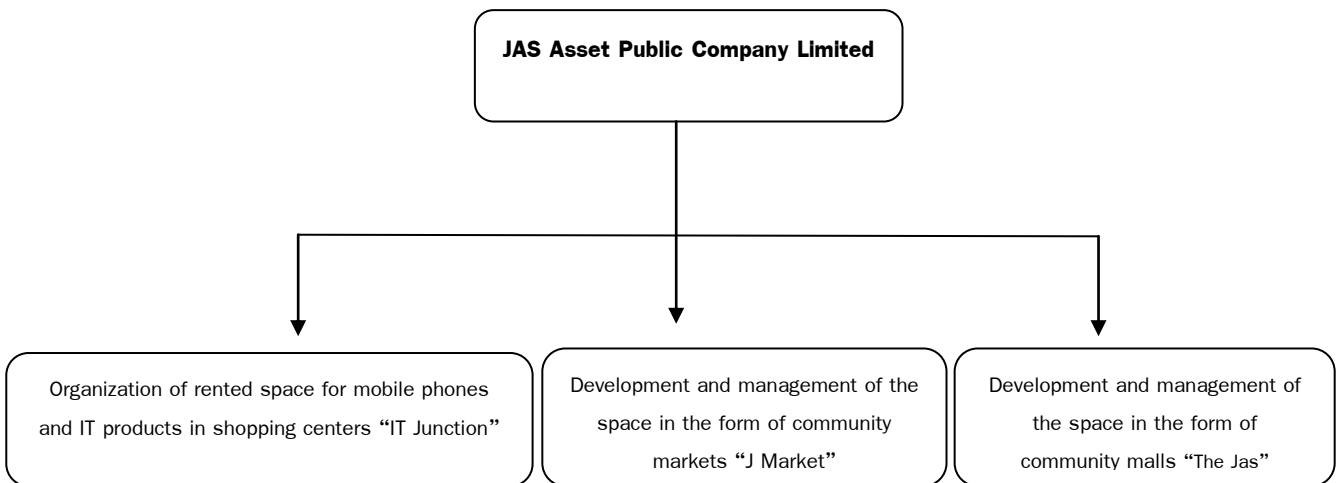 JAS Asset Public Company Limited
Organization of rented space for mobile phones
and IT products in shopping centers “IT Junction”
Development and management of the
space in the form of community
markets “J Market”
Development and management of
the space in the form of
community malls “The Jas”